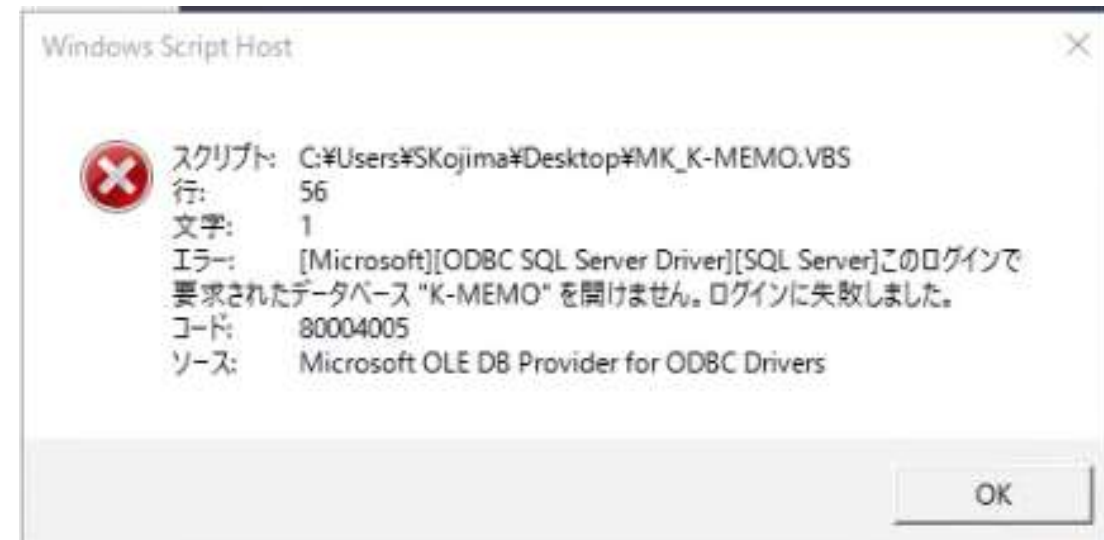 Windows Script Host
スクリプト: C:¥Users¥SKojima¥Desktop¥MK_K-MEMO.VBS
行: 56
文字: 1
エラー: [Microsoft][ODBC SQL Server Driver][SQL Server]このログインで
要求されたデータベース "K-MEMO" を開けません。ログインに失敗しました。
コード: 80004005
ソース: Microsoft OLE DB Provider for ODBC Drivers
OK